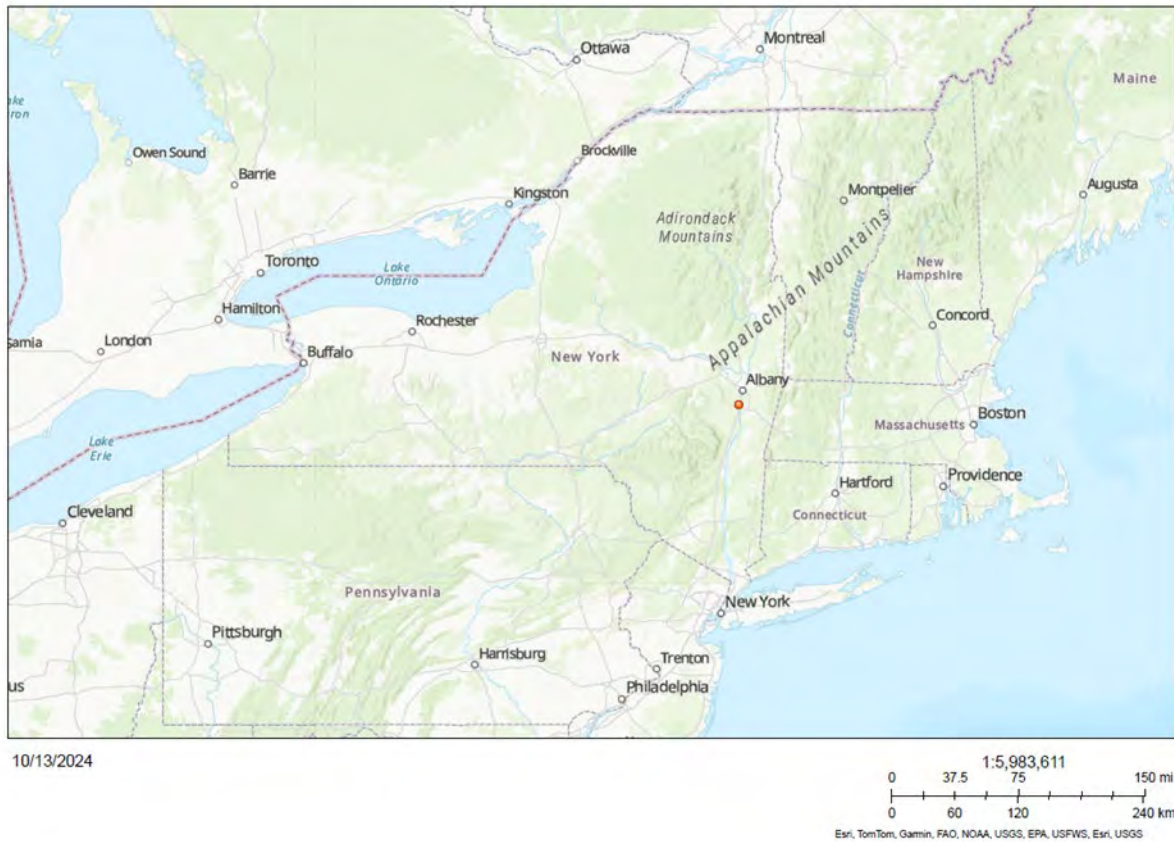 Ottawa
Montreal
Maine
ake
ron
Owen Sound
Brockville
Barrie
Kingston
Montpelier
Augusta
Adirondack
Mountains
Appalachian Mountains
New
Hampshire
Connecticut
Toronto
Lake
Ontario
Hamilton
Rochester
Concord
Samia
London
Buffalo
New York
Albany
Massachusetts
Boston
Lake
Erie
Hartford
Providence
Cleveland
Connecticut
Pennsylvania
New York
Pittsburgh
Harrisburg
Trenton
Philadelphia
us
10/13/2024
1:5,983,611
0 37.5 75 150 mi
0 60 120 240 km
Esri, TomTom, Garmin, FAO, NOAA, USGS, EPA, USFWS, Esri, USGS